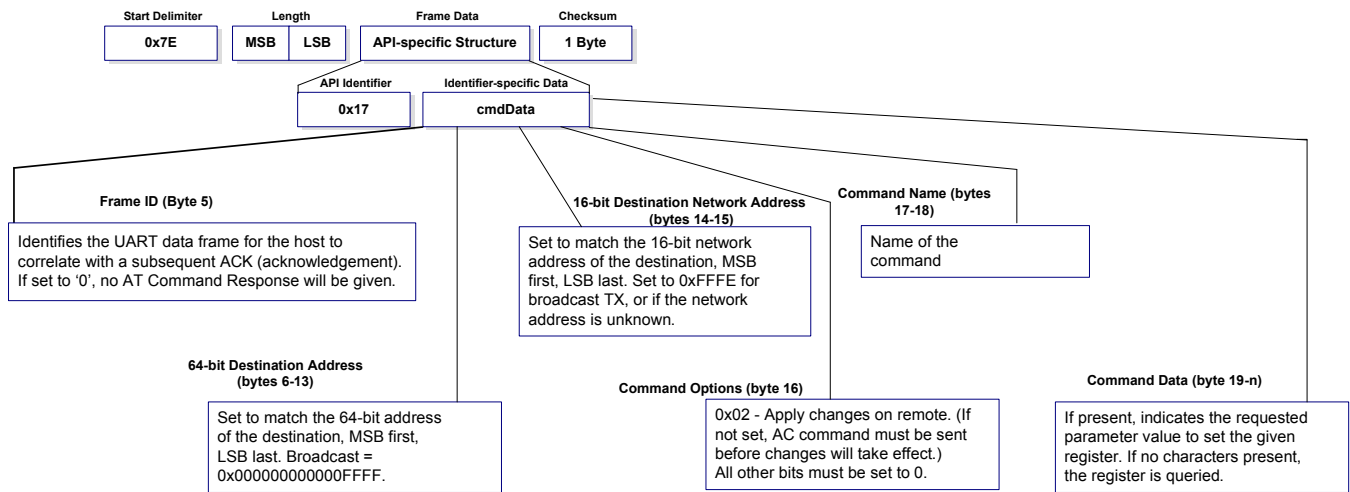 Start Delimiter
Length
Frame Data
Checksum
0x7E
MSB
LSB
API-specific Structure
1 Byte
API Identifier
Identifier-specific Data
0x17
cmdData
Frame ID (Byte 5)
Identifies the UART data frame for the host to
correlate with a subsequent ACK (acknowledgement).
If set to ‘0’, no AT Command Response will be given.
16-bit Destination Network Address
(bytes 14-15)
Set to match the 16-bit network
address of the destination, MSB
first, LSB last. Set to 0xFFFE for
broadcast TX, or if the network
address is unknown.
Command Name (bytes
17-18)
Name of the
command
64-bit Destination Address
(bytes 6-13)
Set to match the 64-bit address
of the destination, MSB first,
LSB last. Broadcast =
0x000000000000FFFF.
Command Options (byte 16)
0x02 - Apply changes on remote. (If
not set, AC command must be sent
before changes will take effect.)
All other bits must be set to 0.
Command Data (byte 19-n)
If present, indicates the requested
parameter value to set the given
register. If no characters present,
the register is queried.